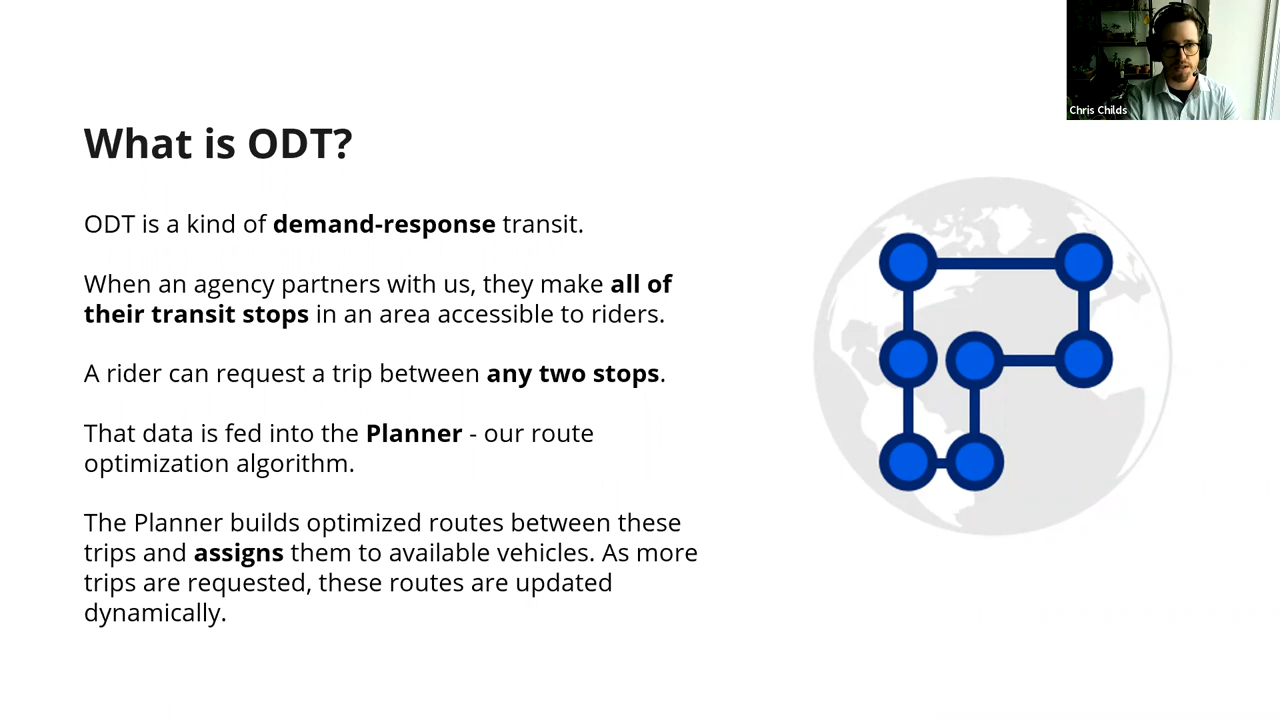 Chris Childs
What is ODT?
ODT is a kind of demand-response transit.
When an agency partners with us, they make all of
their transit stops in an area accessible to riders.
A rider can request a trip between any two stops.
That data is fed into the Planner - our route
optimization algorithm.
The Planner builds optimized routes between these
trips and assigns them to available vehicles. As more
trips are requested, these routes are updated
dynamically.